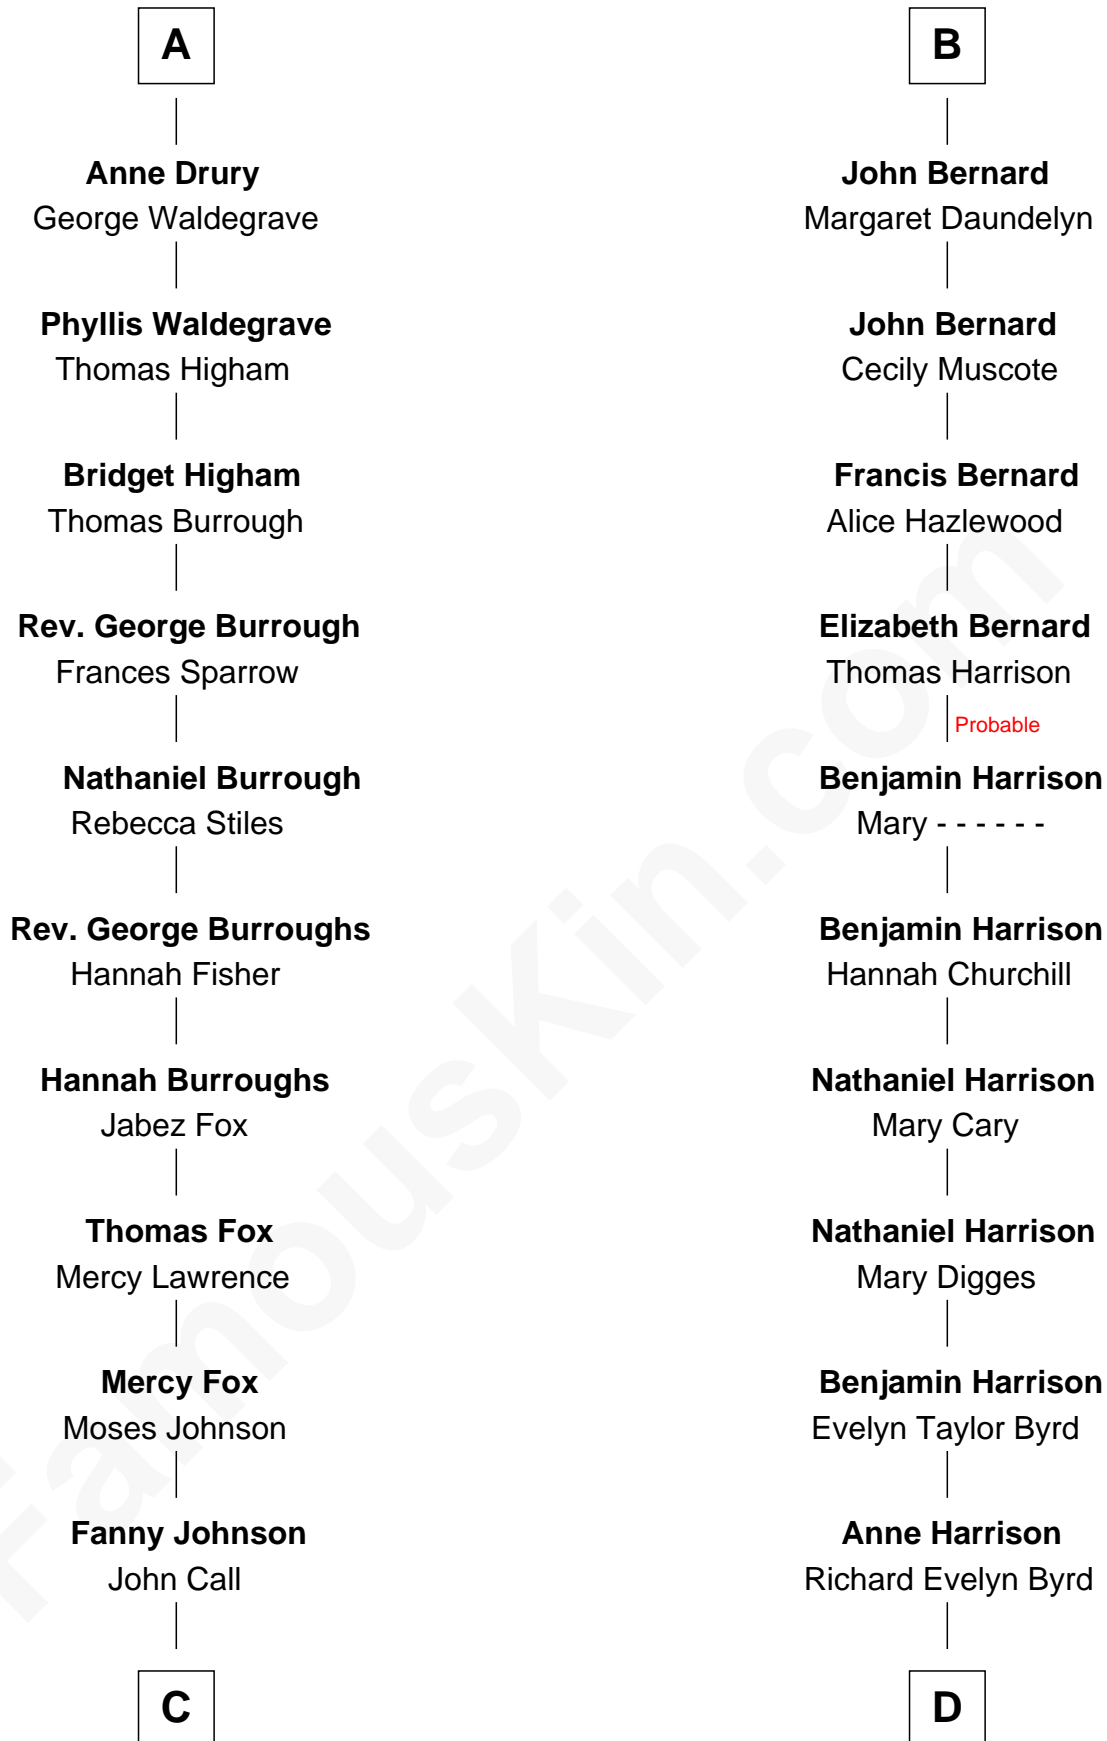 A
Anne Drury
George Waldegrave
Phyllis Waldegrave
Thomas Higham
Bridget Higham
Thomas Burrough
Rev. George Burrough
Frances Sparrow
Nathaniel Burrough
Rebecca Stiles
Rev. George Burroughs
Hannah Fisher
Hannah Burroughs
Jabez Fox
Thomas Fox
Mercy Lawrence
Mercy Fox
Moses Johnson
Fanny Johnson
John Call
C
B
John Bernard
Margaret Daundelyn
John Bernard
Cecily Muscote
Francis Bernard
Alice Hazlewood
Elizabeth Bernard
Thomas Harrison
Probable
Benjamin Harrison
Mary - - - - - -
Benjamin Harrison
Hannah Churchill
Nathaniel Harrison
Mary Cary
Nathaniel Harrison
Mary Digges
Benjamin Harrison
Evelyn Taylor Byrd
Anne Harrison
Richard Evelyn Byrd
D
FamousKin.com